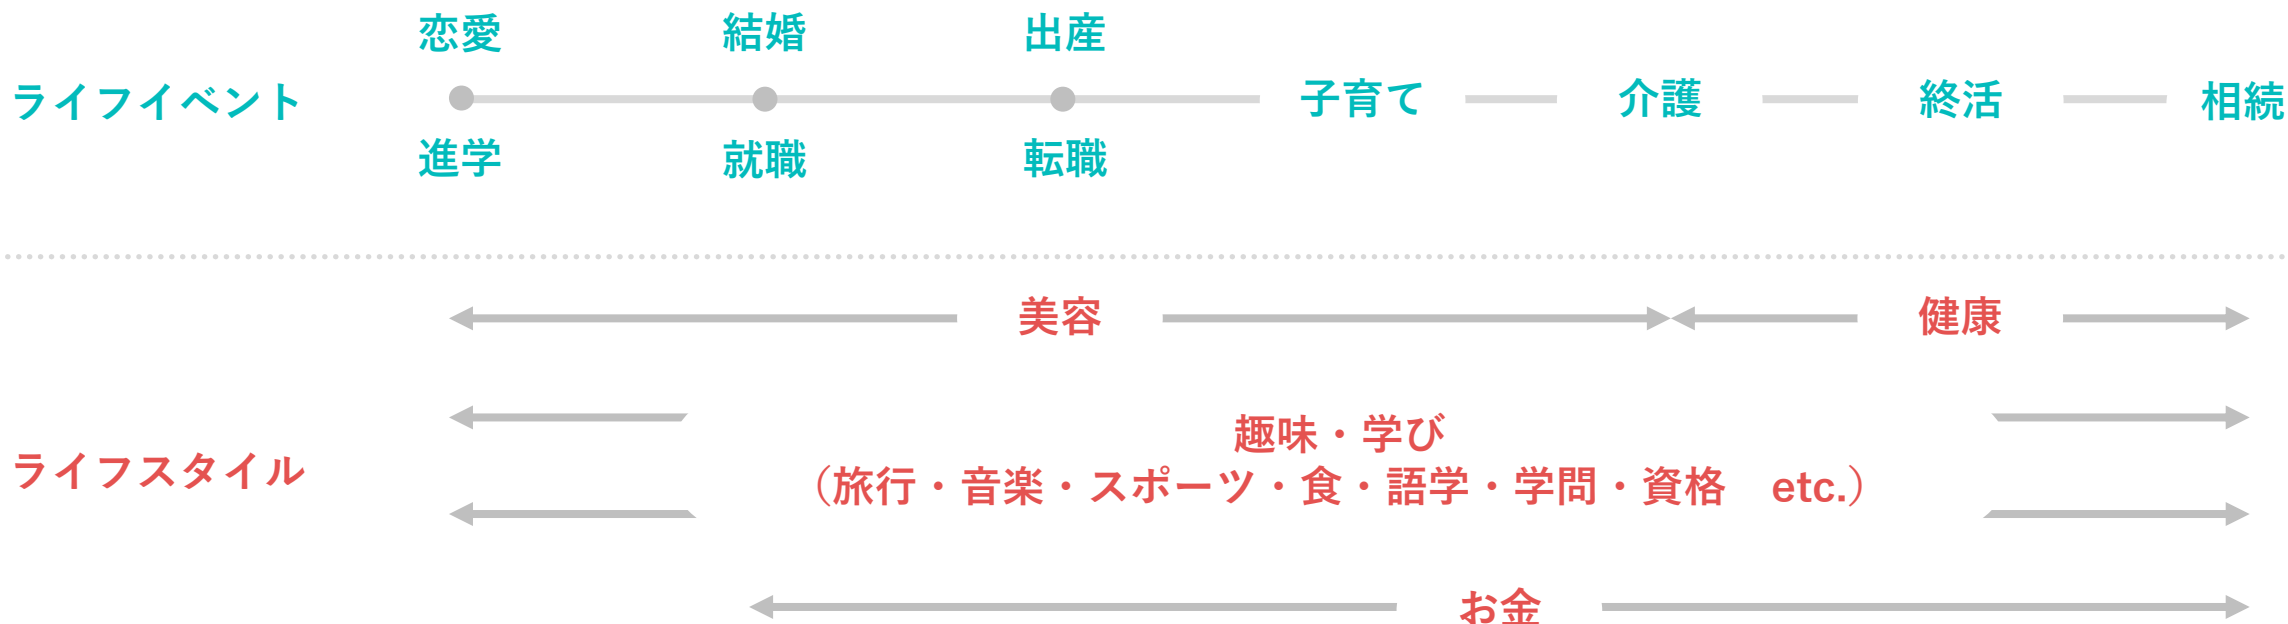 恋愛 結婚 出産
ライフイベント 子育て 介護 終活 相続
進学 就職 転職
美容 健康
趣味・学び
ライフスタイル
（旅行・音楽・スポーツ・食・語学・学問・資格　etc.）
お金